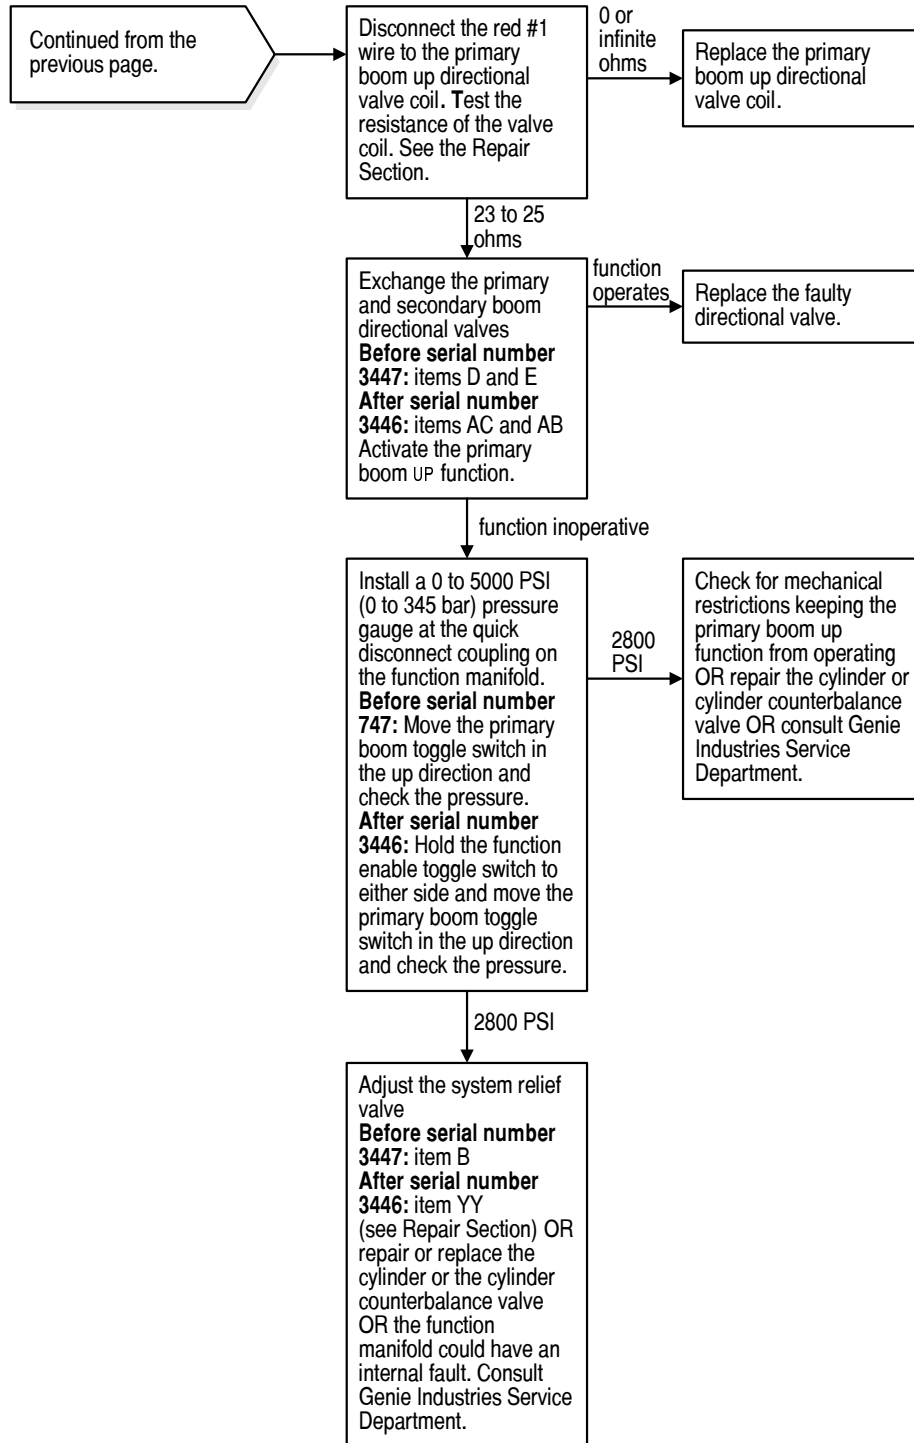 Continued from the
previous page.
Disconnect the red #1
wire to the primary
boom up directional
valve coil. Test the
resistance of the valve
coil. See the Repair
Section.
0 or
infinite
ohms
Replace the primary
boom up directional
valve coil.
23 to 25
ohms
Exchange the primary
and secondary boom
directional valves
Before serial number
3447: items D and E
After serial number
3446: items AC and AB
Activate the primary
boom UP function.
function
operates
Replace the faulty
directional valve.
function inoperative
Install a 0 to 5000 PSI
(0 to 345 bar) pressure
gauge at the quick
disconnect coupling on
the function manifold.
Before serial number
747: Move the primary
boom toggle switch in
the up direction and
check the pressure.
After serial number
3446: Hold the function
enable toggle switch to
either side and move the
primary boom toggle
switch in the up direction
and check the pressure.
2800
PSI
Check for mechanical
restrictions keeping the
primary boom up
function from operating
OR repair the cylinder or
cylinder counterbalance
valve OR consult Genie
Industries Service
Department.
2800 PSI
Adjust the system relief
valve
Before serial number
3447: item B
After serial number
3446: item YY
(see Repair Section) OR
repair or replace the
cylinder or the cylinder
counterbalance valve
OR the function
manifold could have an
internal fault. Consult
Genie Industries Service
Department.